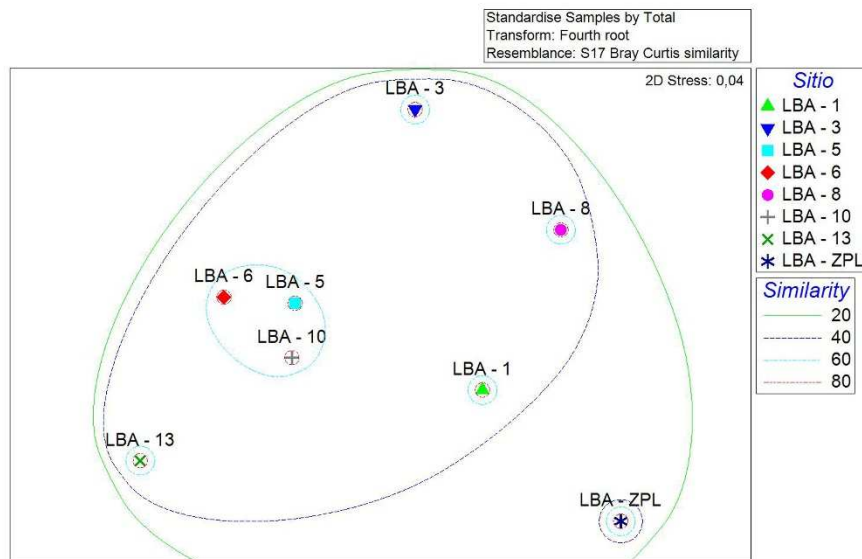 Standardise Samples by Total
Transform: Fourth root
Resemblance: S17 Bray Curtis similarity
2D Stress: 0,04
LBA - 3
LBA - 8
LBA - 6
LBA - 5
LBA - 10
LBA - 1
LBA - 13
LBA - ZPL
Sitio
LBA - 1
LBA - 3
LBA - 5
LBA - 6
LBA - 8
LBA - 10
LBA - 13
LBA - ZPL
Similarity
20
40
60
80